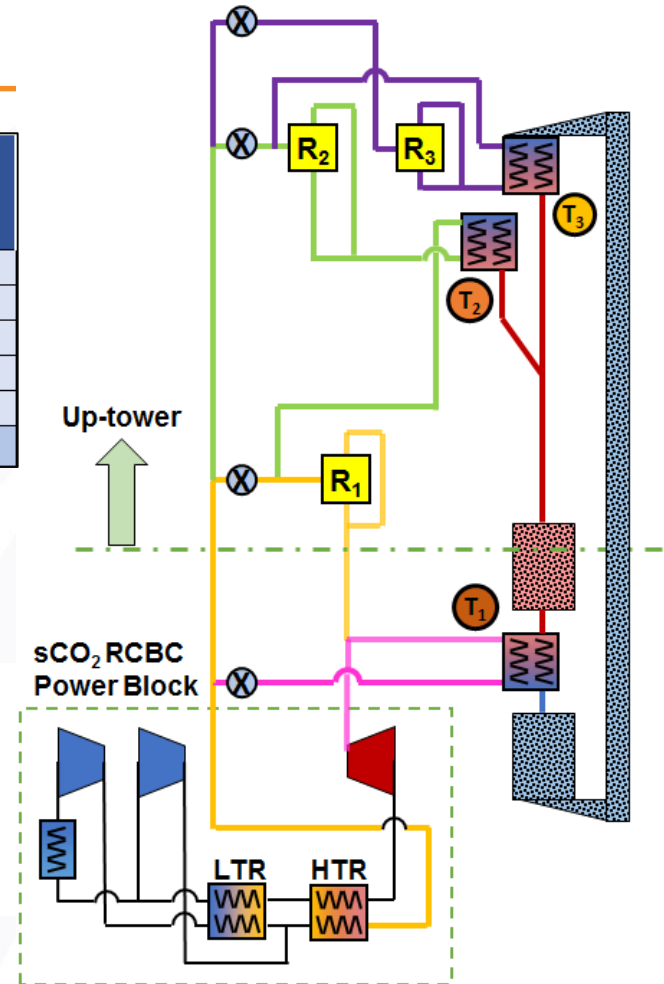 X
X
R₂
R₃
T₃
T₂
Up-tower
X
R₁
T₁
sCO₂ RCBC
Power Block
X
LTR
HTR